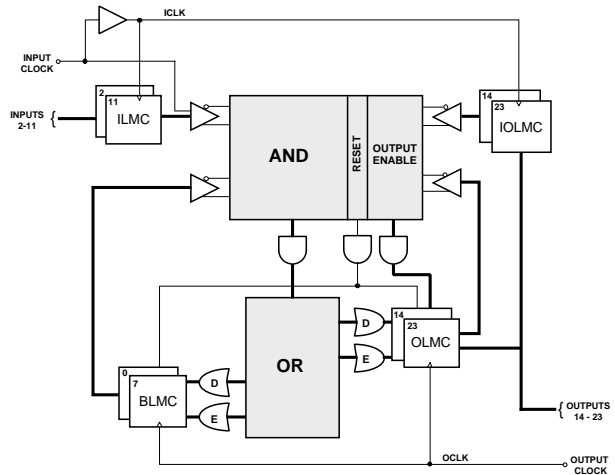 ICLK
INPUT
CLOCK
2
11
ILMC
INPUTS
2-11
AND
RESET
OUTPUT
ENABLE
14
23
IOLMC
D
E
14
23
OLMC
OR
D
E
0
7
BLMC
OUTPUTS
14 - 23
OCLK
OUTPUT
CLOCK